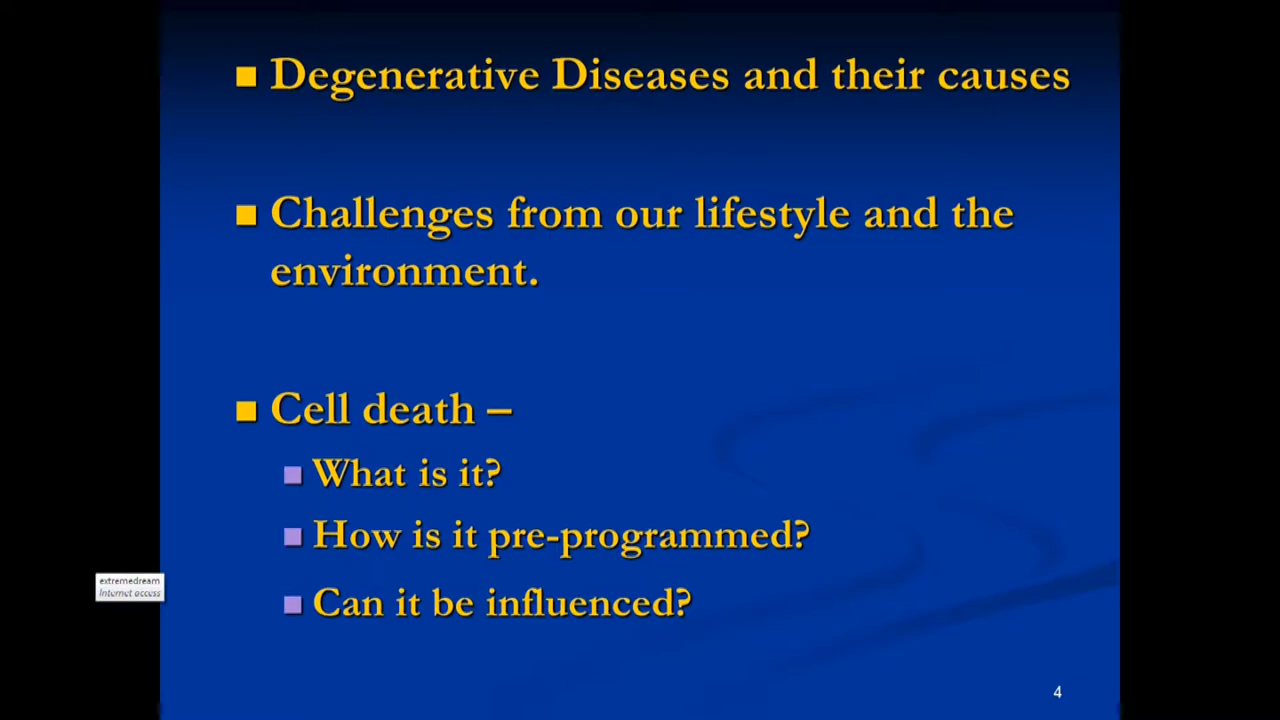 Degenerative Diseases and their causes
Challenges from our lifestyle and the
environment.
Cell death –
What is it?
How is it pre-programmed?
Can it be influenced?
extremedream
Internet access
4